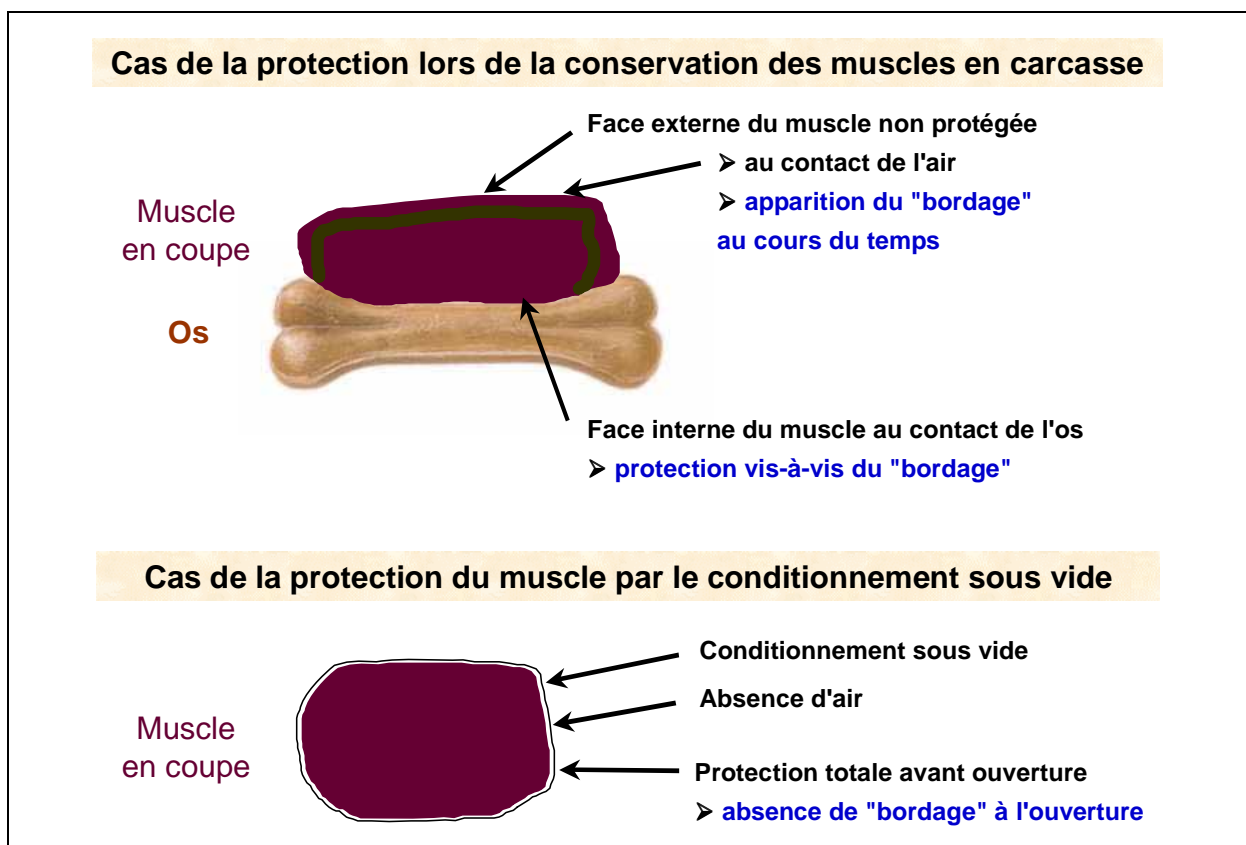 Cas de la protection lors de la conservation des muscles en carcasse
Face externe du muscle non protégée
➢ au contact de l'air
➢ apparition du "bordage"
au cours du temps
Muscle
en coupe
Os
Face interne du muscle au contact de l'os
➢ protection vis-à-vis du "bordage"
Cas de la protection du muscle par le conditionnement sous vide
Conditionnement sous vide
Absence d'air
Muscle
en coupe
Protection totale avant ouverture
➢ absence de "bordage" à l'ouverture